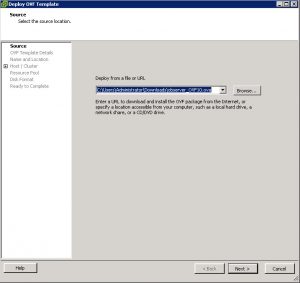 Deploy OVF Template
Source
Select the source location.
Source
OVF Template Details
Name and Location
Host / Cluster
Resource Pool
Disk Format
Ready to Complete
Deploy from a file or URL
C:\Users\Administrator\Downloads\observer_OVF10.ova
Browse...
Enter a URL to download and install the OVF package from the Internet, or
specify a location accessible from your computer, such as a local hard drive, a
network share, or a CD/DVD drive.
Help
< Back
Next >
Cancel